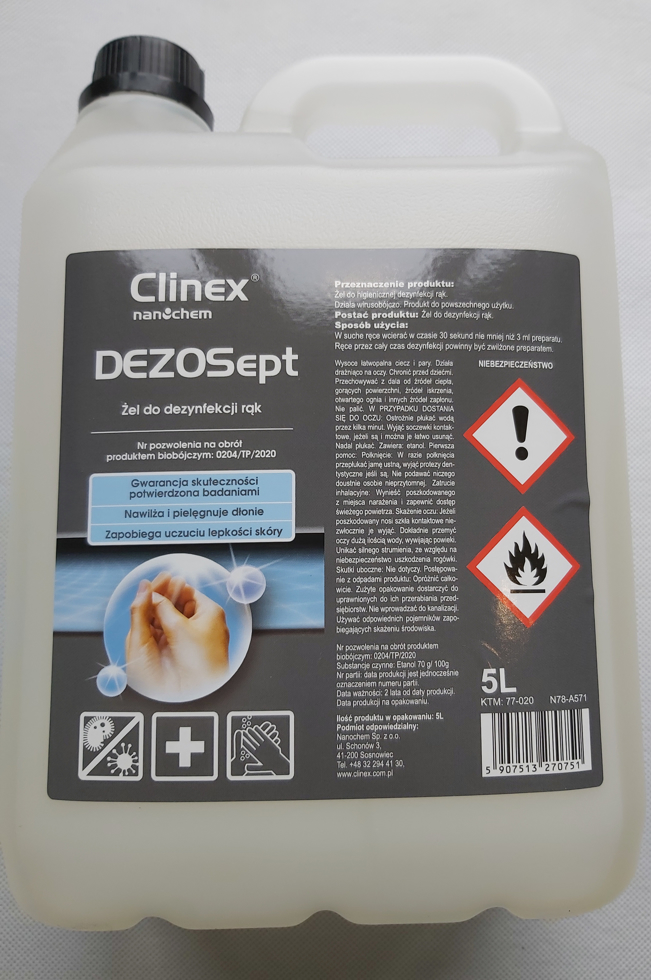 Clinex®
nanochem
DEZOSept
Żel do dezynfekcji rąk
Nr pozwolenia na obrót
produktem biobójczym: 0204/TP/2020
Gwarancja skuteczności
potwierdzona badaniami
Nawilża i pielęgnuje dłonie
Zapobiega uczuciu lepkości skóry
Przeznaczenie produktu:
Żel do higienicznej dezynfekcji rąk.
Działa wirusobójczo. Produkt do powszechnego użytku.
Postać produktu: Żel do dezynfekcji rąk.
Sposób użycia:
W suche ręce wcierać w czasie 30 sekund nie mniej niż 3 ml preparatu.
Ręce przez cały czas dezynfekcji powinny być zwilżone preparatem.
Wysoce łatwopalna ciecz i pary. Działa
drażniąco na oczy. Chronić przed dziećmi.
Przechowywać z dala od źródeł ciepła,
gorących powierzchni, źródeł iskrzenia,
otwartego ognia i innych źródeł zapłonu.
Nie palić. W PRZYPADKU DOSTANIA
SIĘ DO OCZU: Ostrożnie płukać wodą
przez kilka minut. Wyjąć soczewki kontak-
towe, jeżeli są i można je łatwo usunąć.
Nadal płukać. Zawiera: etanol. Pierwsza
pomoc: Połknięcie: W razie połknięcia
przepłukać jamę ustną, wyjąć protezy den-
tystyczne jeśli są. Nie podawać niczego
doustnie osobie nieprzytomnej. Zatrucie
inhalacyjne: Wynieść poszkodowanego
z miejsca narażenia i zapewnić dostęp
świeżego powietrza. Skażenie oczu: Jeżeli
poszkodowany nosi szkła kontaktowe nie-
zwłocznie je wyjąć. Dokładnie przemyć
oczy dużą ilością wody, wywijając powieki.
Unikać silnego strumienia, ze względu na
niebezpieczeństwo uszkodzenia rogówki.
Skutki uboczne: Nie dotyczy. Postępowa-
nie z odpadami produktu: Opróżnić całko-
wicie. Zużyte opakowanie dostarczyć do
uprawnionych do ich przerabiania przed-
siębiorstw. Nie wprowadzać do kanalizacji.
Używać odpowiednich pojemników zapo-
biegających skażeniu środowiska.
Nr pozwolenia na obrót produktem
biobójczym: 0204/TP/2020
Substancje czynne: Etanol 70 g/ 100g
Nr partii: data produkcji jest jednocześnie
oznaczeniem numeru partii.
Data ważności: 2 lata od daty produkcji.
Data produkcji na opakowaniu.
Ilość produktu w opakowaniu: 5L
Podmiot odpowiedzialny:
Nanochem Sp. z o.o.
ul. Schonów 3,
41-200 Sosnowiec
Tel. +48 32 294 41 30,
www.clinex.com.pl
NIEBEZPIECZEŃSTWO
5L
KTM: 77-020 N78-A571
5 907513 270751